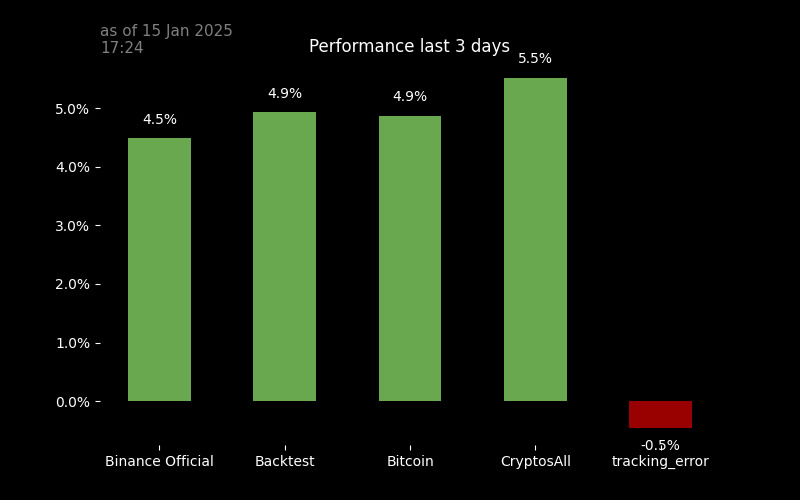 as of 15 Jan 2025
17:24
Performance last 3 days
5.5%
4.9%
4.9%
4.5%
5.0%
4.0%
3.0%
2.0%
1.0%
0.0%
-0.5%
Binance Official
Backtest
Bitcoin
CryptosAll
tracking_error